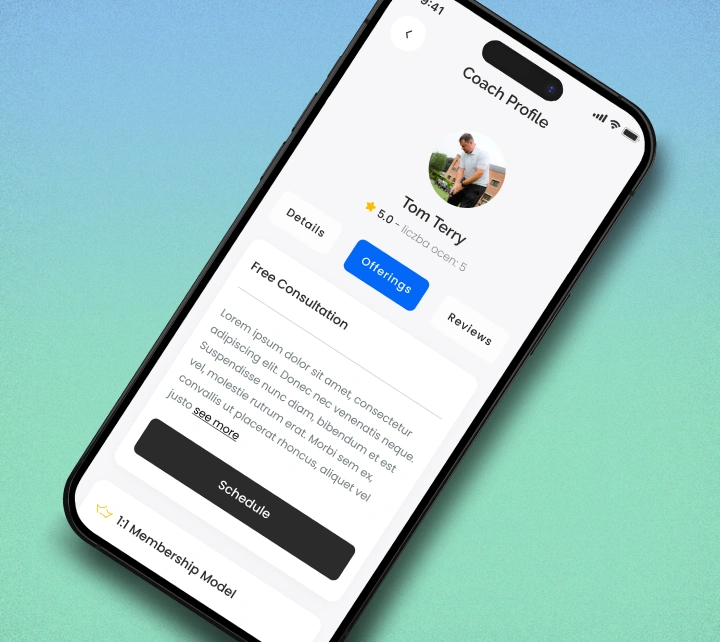 9:41
Coach Profile
Tom Terry
5.0 - liczba ocen: 5
Details
Offerings
Reviews
Free Consultation
Lorem ipsum dolor sit amet, consectetur
adipiscing elit. Donec nec venenatis neque.
Suspendisse nunc diam, bibendum et est
vel, molestie rutrum erat. Morbi sem ex,
convallis ut placerat rhoncus, aliquet vel
justo see more
Schedule
1:1 Membership Model